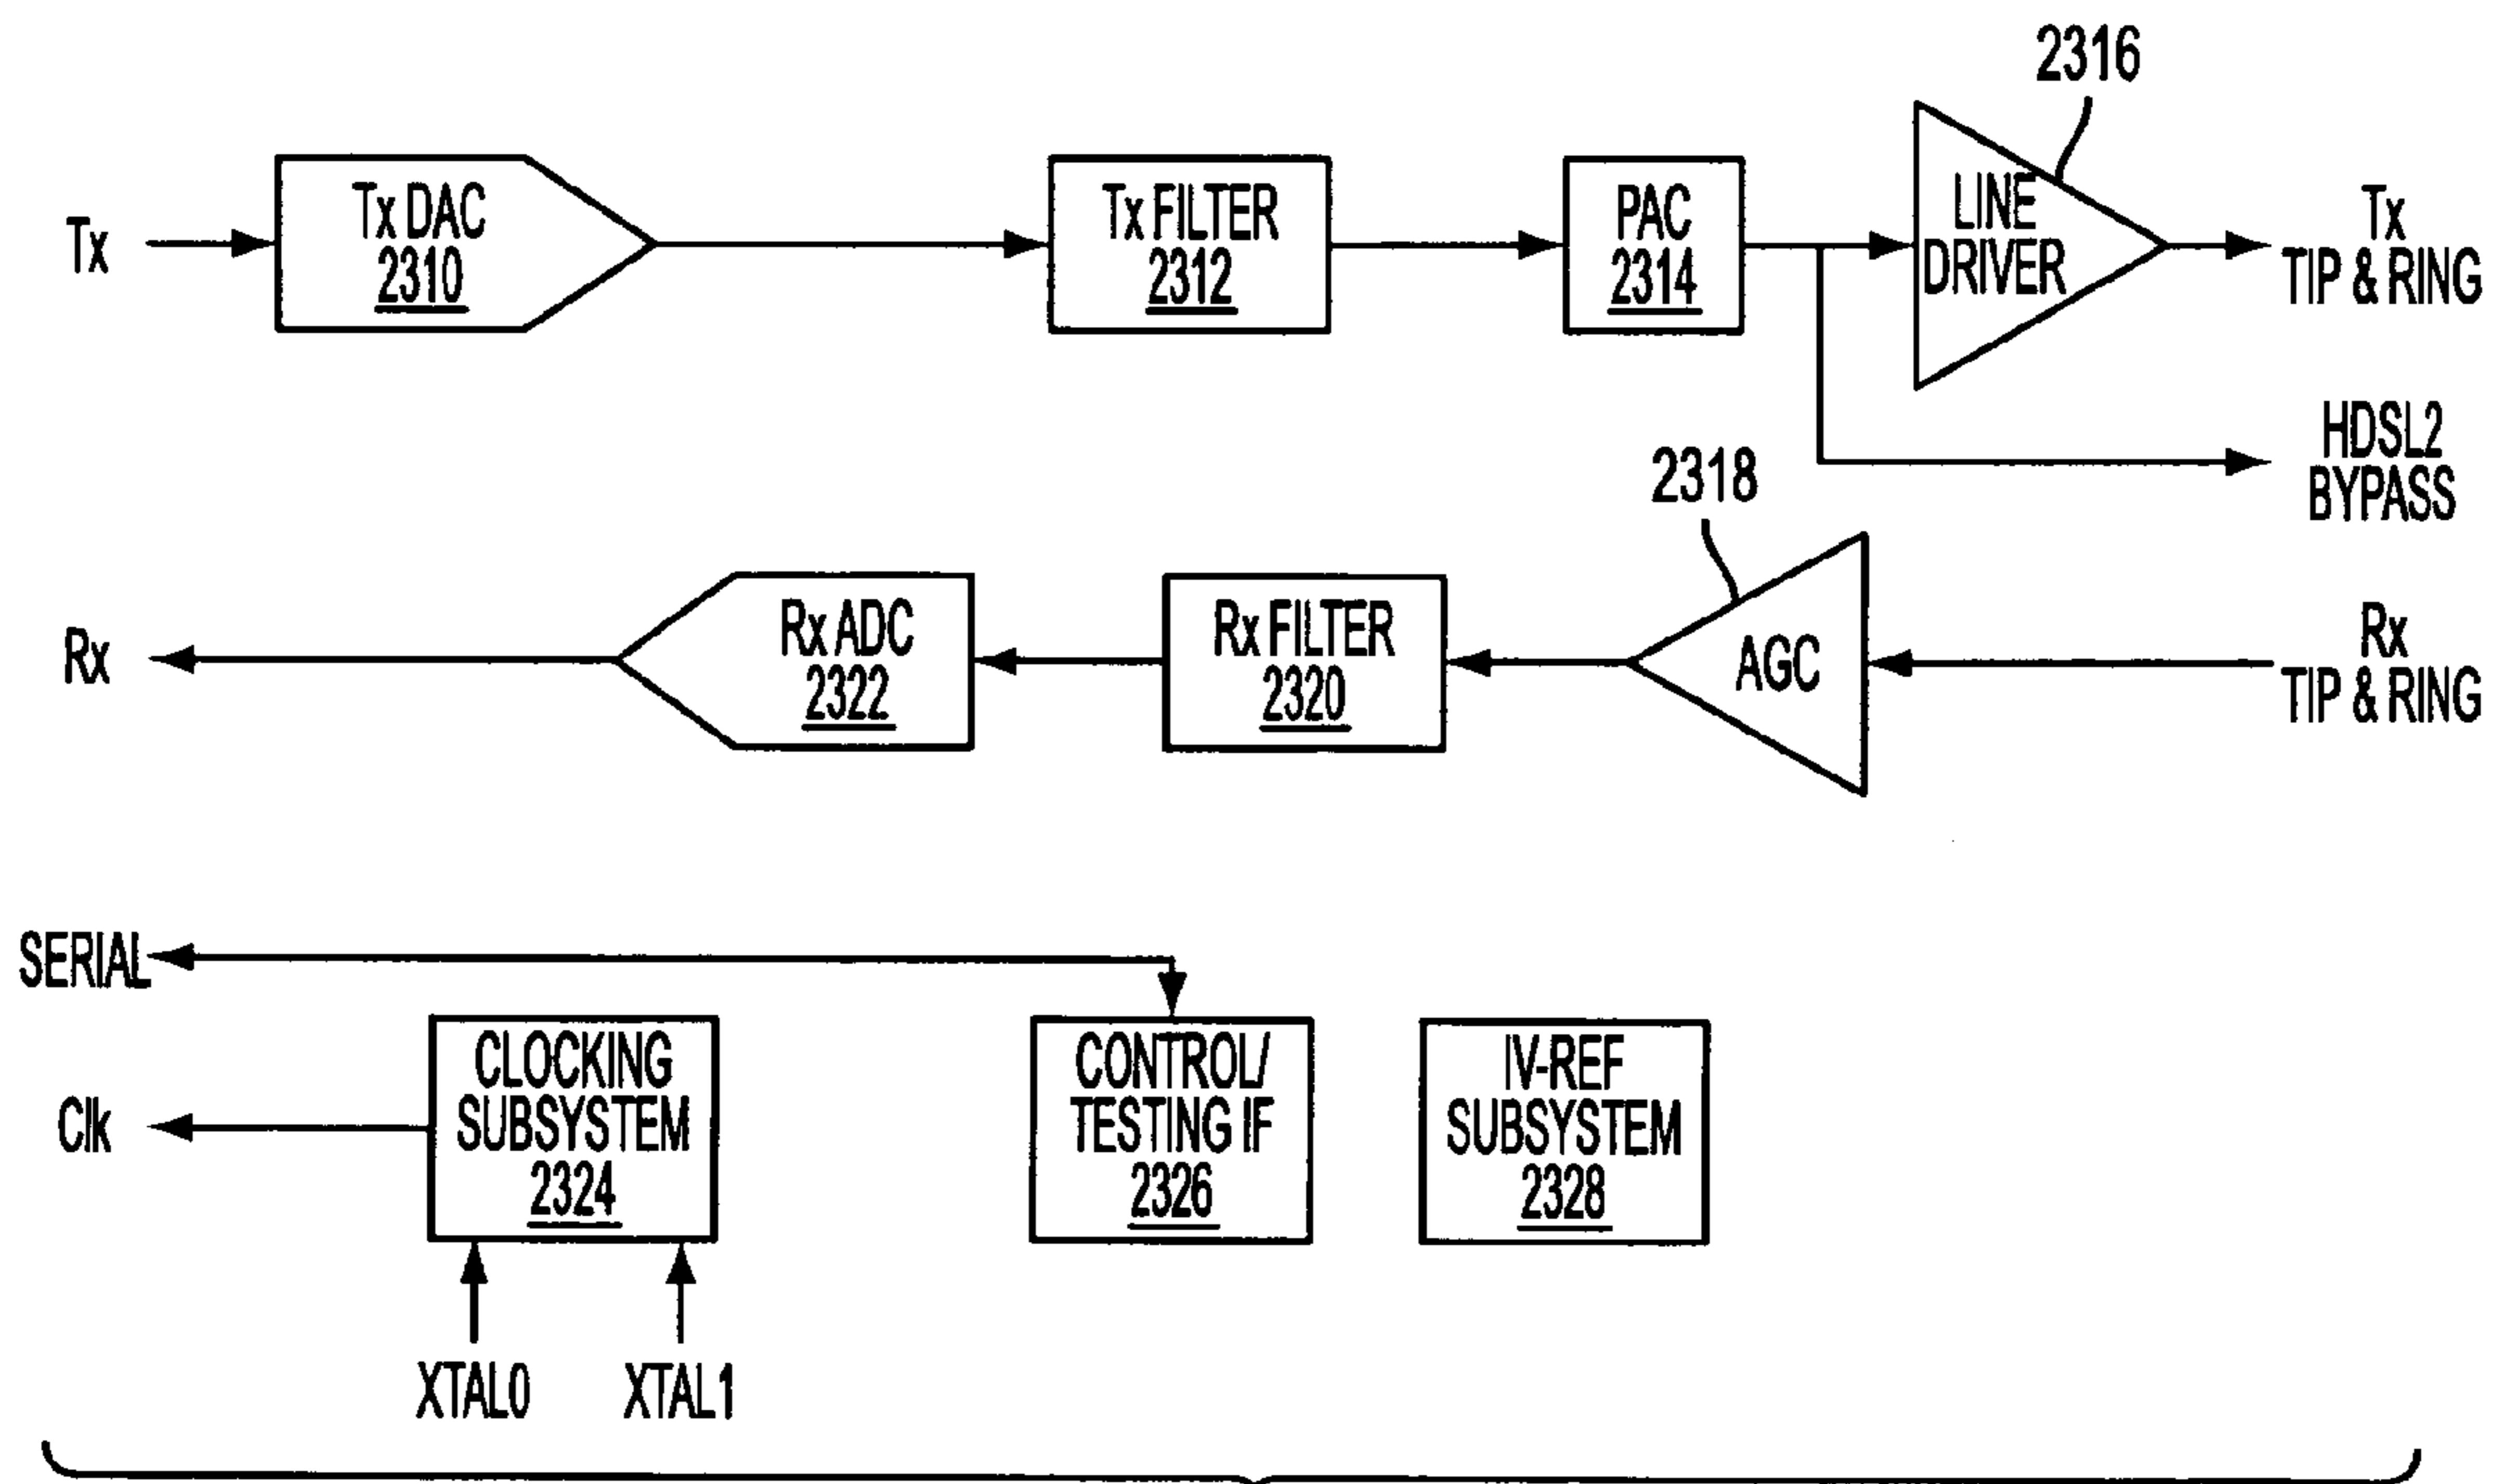 2316
Tx
Tx DAC
2310
Tx FILTER
2312
PAC
2314
LINE
DRIVER
Tx
TIP & RING
HDSL2
BYPASS
2318
Rx
Rx ADC
2322
Rx FILTER
2320
AGC
Rx
TIP & RING
SERIAL
Clk
CLOCKING
SUBSYSTEM
2324
CONTROL/
TESTING IF
2326
IV-REF
SUBSYSTEM
2328
XTAL0
XTAL1